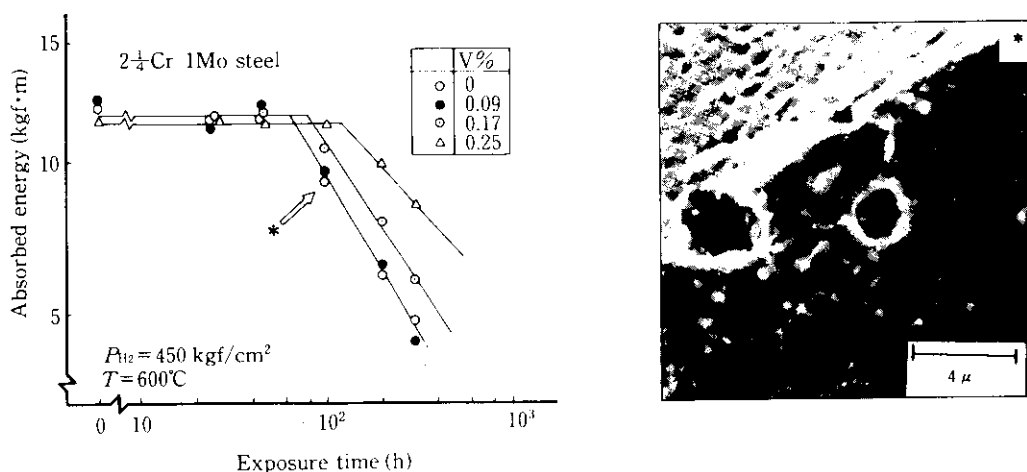 15
10
5
Absorbed energy (kgf·m)
2¼Cr 1Mo steel
V%
0
0.09
0.17
0.25
*
P_H2 = 450 kgf/cm²
T = 600℃
0 10 10² 10³
Exposure time (h)
*
4 μ